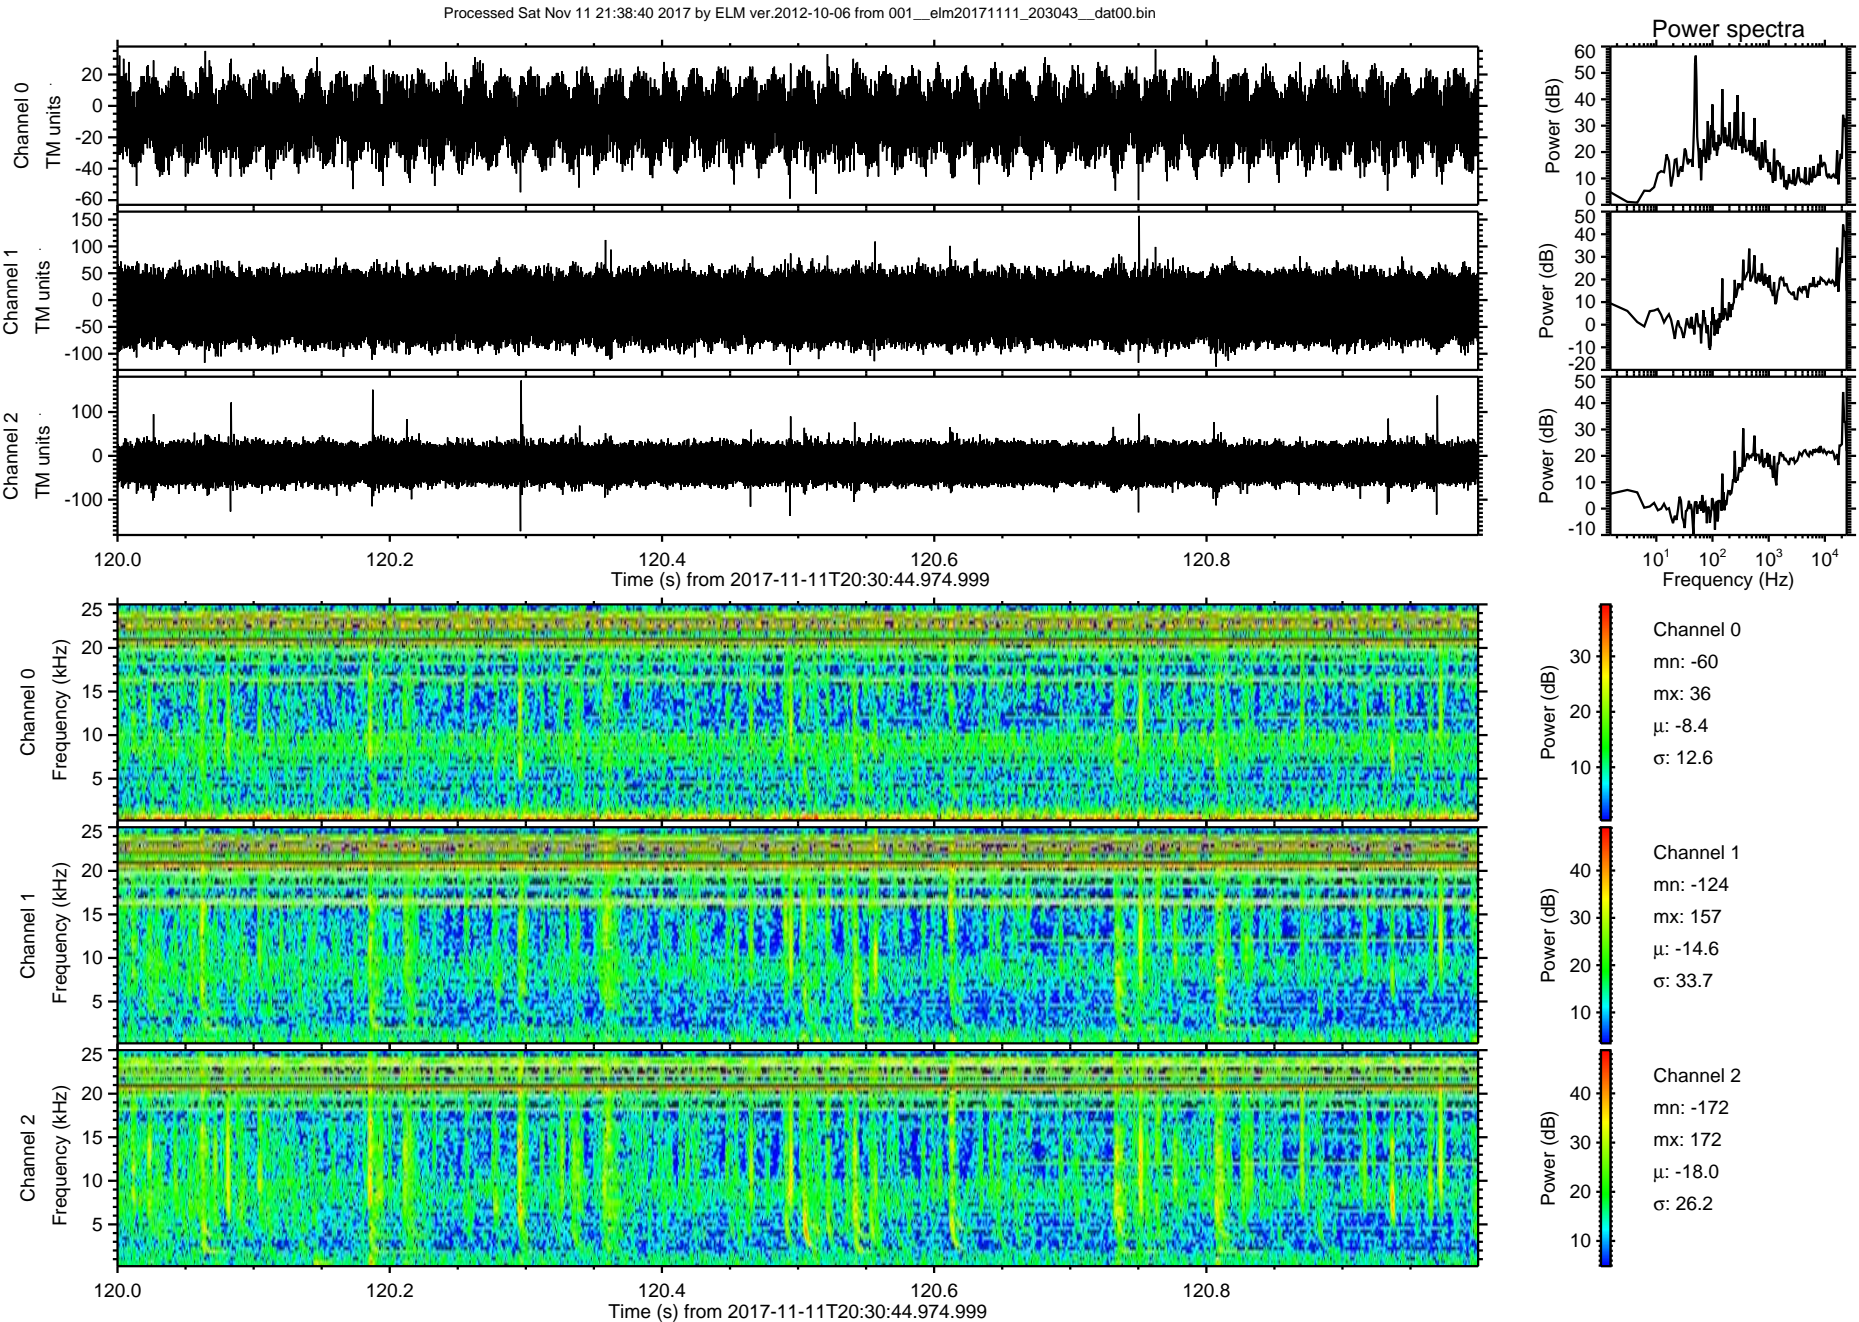 Processed Sat Nov 11 21:38:40 2017 by ELM ver.2012-10-06 from 001__elm20171111_203043__dat00.bin
Power spectra
Channel 0
TM units
20
0
-20
-40
-60
Power (dB)
60
50
40
30
20
10
0
Channel 1
TM units
150
100
50
0
-50
-100
Power (dB)
50
40
30
20
10
0
-10
-20
Channel 2
TM units
100
0
-100
Power (dB)
50
40
30
20
10
0
-10
120.0 120.2 120.4 120.6 120.8
Time (s) from 2017-11-11T20:30:44.974.999
10^1 10^2 10^3 10^4
Frequency (Hz)
Channel 0
Frequency (kHz)
25
20
15
10
5
Power (dB)
30
20
10
Channel 0
mn: -60
mx: 36
μ: -8.4
σ: 12.6
Channel 1
Frequency (kHz)
25
20
15
10
5
Power (dB)
40
30
20
10
Channel 1
mn: -124
mx: 157
μ: -14.6
σ: 33.7
Channel 2
Frequency (kHz)
25
20
15
10
5
Power (dB)
40
30
20
10
Channel 2
mn: -172
mx: 172
μ: -18.0
σ: 26.2
120.0 120.2 120.4 120.6 120.8
Time (s) from 2017-11-11T20:30:44.974.999